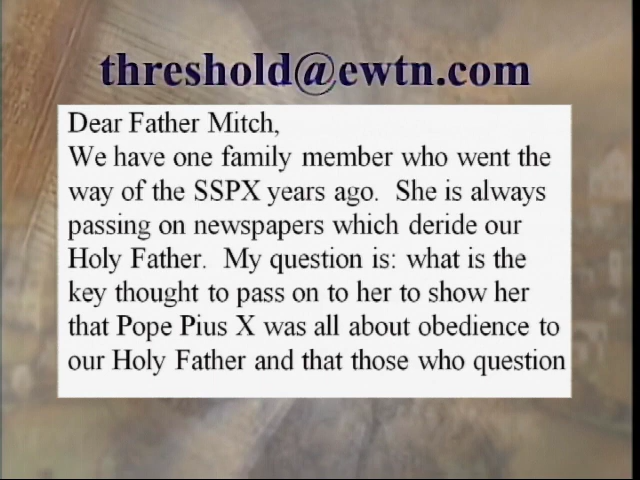 threshold@ewtn.com
Dear Father Mitch,
We have one family member who went the
way of the SSPX years ago.  She is always
passing on newspapers which deride our
Holy Father.  My question is: what is the
key thought to pass on to her to show her
that Pope Pius X was all about obedience to
our Holy Father and that those who question